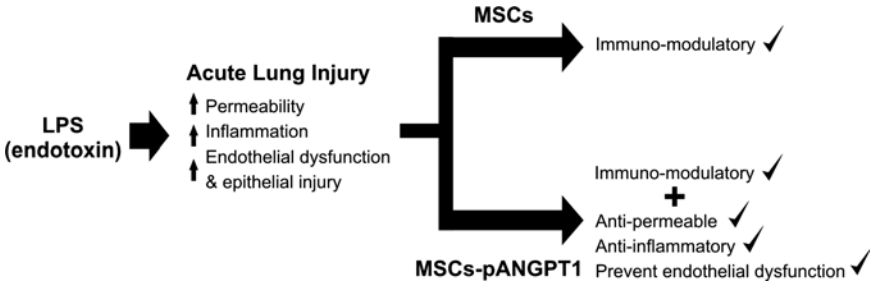 LPS
(endotoxin)
Acute Lung Injury
Permeability
Inflammation
Endothelial dysfunction
& epithelial injury
MSCs
Immuno-modulatory
Immuno-modulatory
+
Anti-permeable
Anti-inflammatory
Prevent endothelial dysfunction
MSCs-pANGPT1